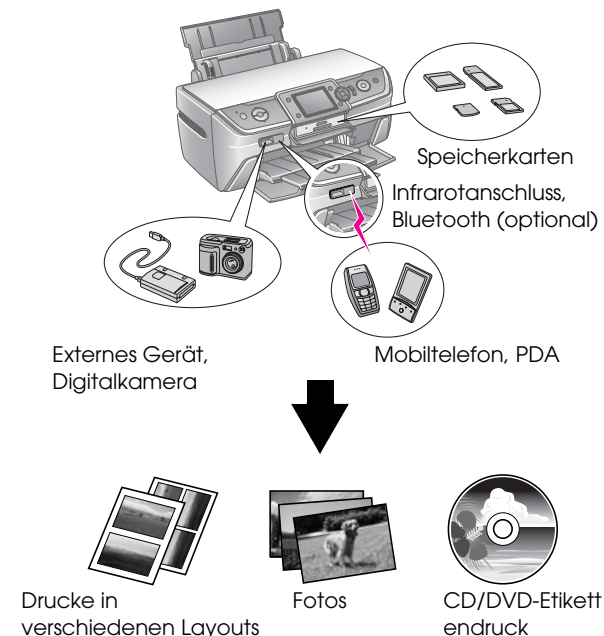 Speicherkarten
Infrarotanschluss,
Bluetooth (optional)
Externes Gerät,
Digitalkamera
Mobiltelefon, PDA
Drucke in
verschiedenen Layouts
Fotos
CD/DVD-Etikett
endruck